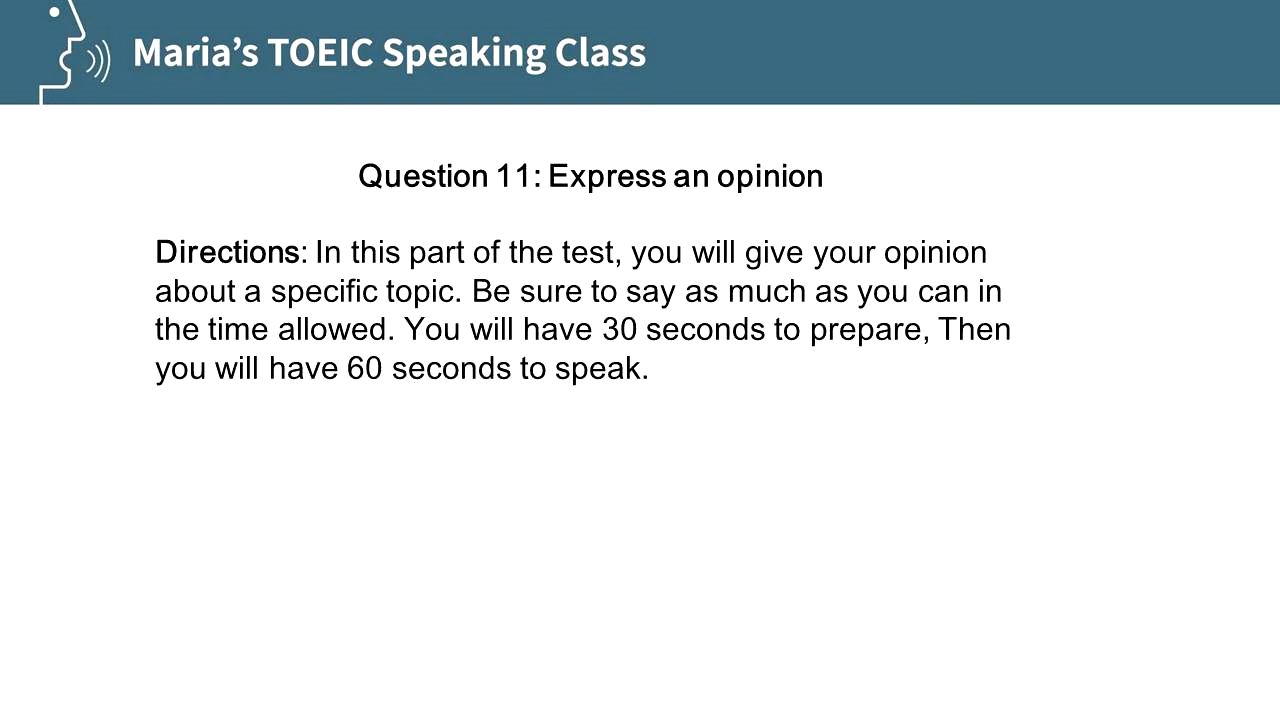 Maria’s TOEIC Speaking Class
Question 11: Express an opinion
Directions: In this part of the test, you will give your opinion
about a specific topic. Be sure to say as much as you can in
the time allowed. You will have 30 seconds to prepare, Then
you will have 60 seconds to speak.